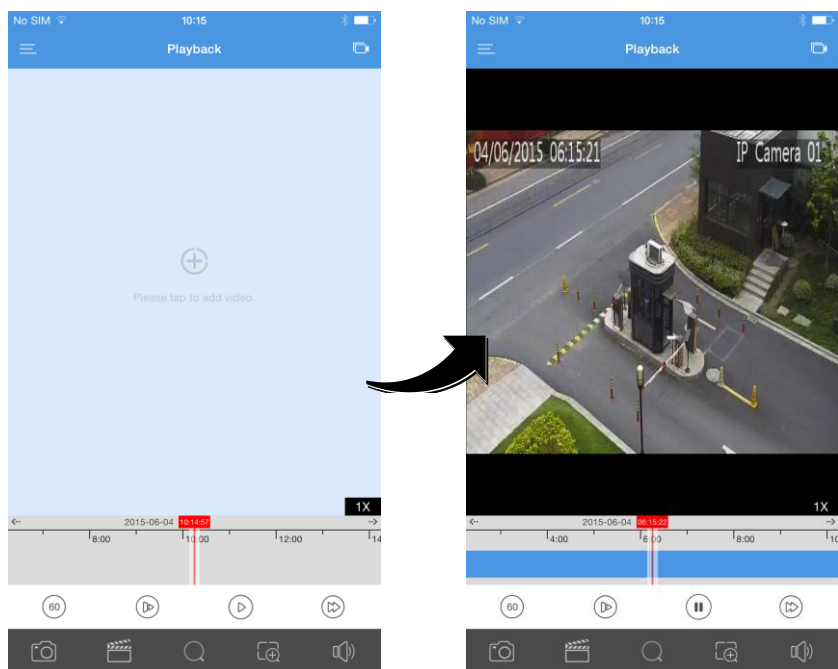 No SIM 10:15
Playback
Please tap to add video.
1X
2015-06-04 10:14:57
8:00 10:00 12:00 14
60
No SIM 10:15
Playback
04/06/2015 06:15:21 IP Camera 01
1X
2015-06-04 06:15:22
4:00 6:00 8:00 10
60